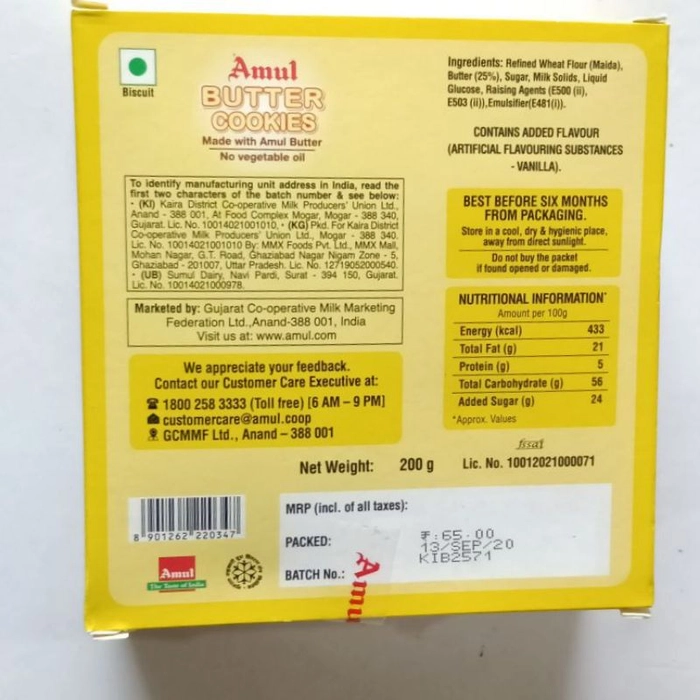 Biscuit
Amul
BUTTER
COOKIES
Made with Amul Butter
No vegetable oil
To identify manufacturing unit address in India, read the
first two characters of the batch number & see below:
• (KI) Kaira District Co-operative Milk Producers' Union Ltd.,
Anand - 388 001, At Food Complex Mogar, Mogar - 388 340,
Gujarat. Lic. No. 10014021001010, • (KG) Pkd. For Kaira District
Co-operative Milk Producers' Union Ltd., Mogar - 388 340.
Lic. No. 10014021001010 By: MMX Foods Pvt. Ltd., MMX Mall,
Mohan Nagar, G.T. Road, Ghaziabad Nagar Nigam Zone - 5,
Ghaziabad - 201007, Uttar Pradesh. Lic. No. 12719052000540.
• (UB) Sumul Dairy, Navi Pardi, Surat - 394 150, Gujarat.
Lic. No. 10014021000978.
Marketed by: Gujarat Co-operative Milk Marketing
Federation Ltd.,Anand-388 001, India
Visit us at: www.amul.com
We appreciate your feedback.
Contact our Customer Care Executive at:
1800 258 3333 (Toll free) [6 AM – 9 PM]
customercare@amul.coop
GCMMF Ltd., Anand – 388 001
Ingredients: Refined Wheat Flour (Maida),
Butter (25%), Sugar, Milk Solids, Liquid
Glucose, Raising Agents (E500 (ii),
E503 (ii)),Emulsifier(E481(i)).
CONTAINS ADDED FLAVOUR
(ARTIFICIAL FLAVOURING SUBSTANCES
- VANILLA).
BEST BEFORE SIX MONTHS
FROM PACKAGING.
Store in a cool, dry & hygienic place,
away from direct sunlight.
Do not buy the packet
if found opened or damaged.
NUTRITIONAL INFORMATION*
Amount per 100g
Energy (kcal) 433
Total Fat (g) 21
Protein (g) 5
Total Carbohydrate (g) 56
Added Sugar (g) 24
*Approx. Values
fssai
Net Weight: 200 g Lic. No. 10012021000071
8 901262 220347
Amul
The Taste of India
MRP (incl. of all taxes):
₹:65.00
PACKED: 13/SEP/20
BATCH No.: KIB2571
Amu